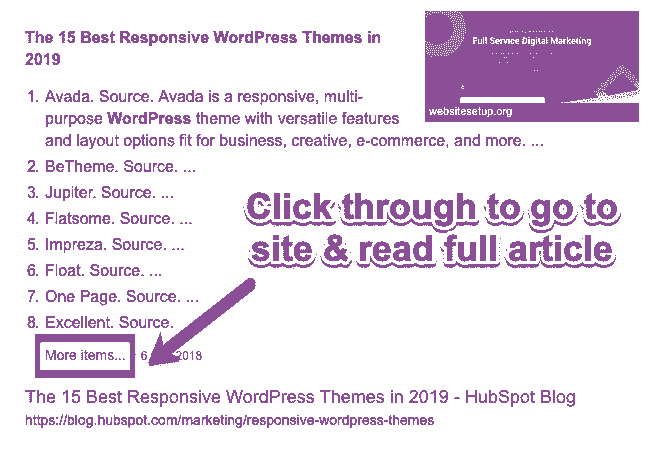 The 15 Best Responsive WordPress Themes in
2019
Full Service Digital Marketing
websitesetup.org
1. Avada. Source. Avada is a responsive, multi-
purpose WordPress theme with versatile features
and layout options fit for business, creative, e-commerce, and more. ...
2. BeTheme. Source. ...
3. Jupiter. Source. ...
4. Flatsome. Source. ...
5. Impreza. Source. ...
6. Float. Source. ...
7. One Page. Source. ...
8. Excellent. Source.
Click through to go to
site & read full article
More items... 6 2018
The 15 Best Responsive WordPress Themes in 2019 - HubSpot Blog
https://blog.hubspot.com/marketing/responsive-wordpress-themes